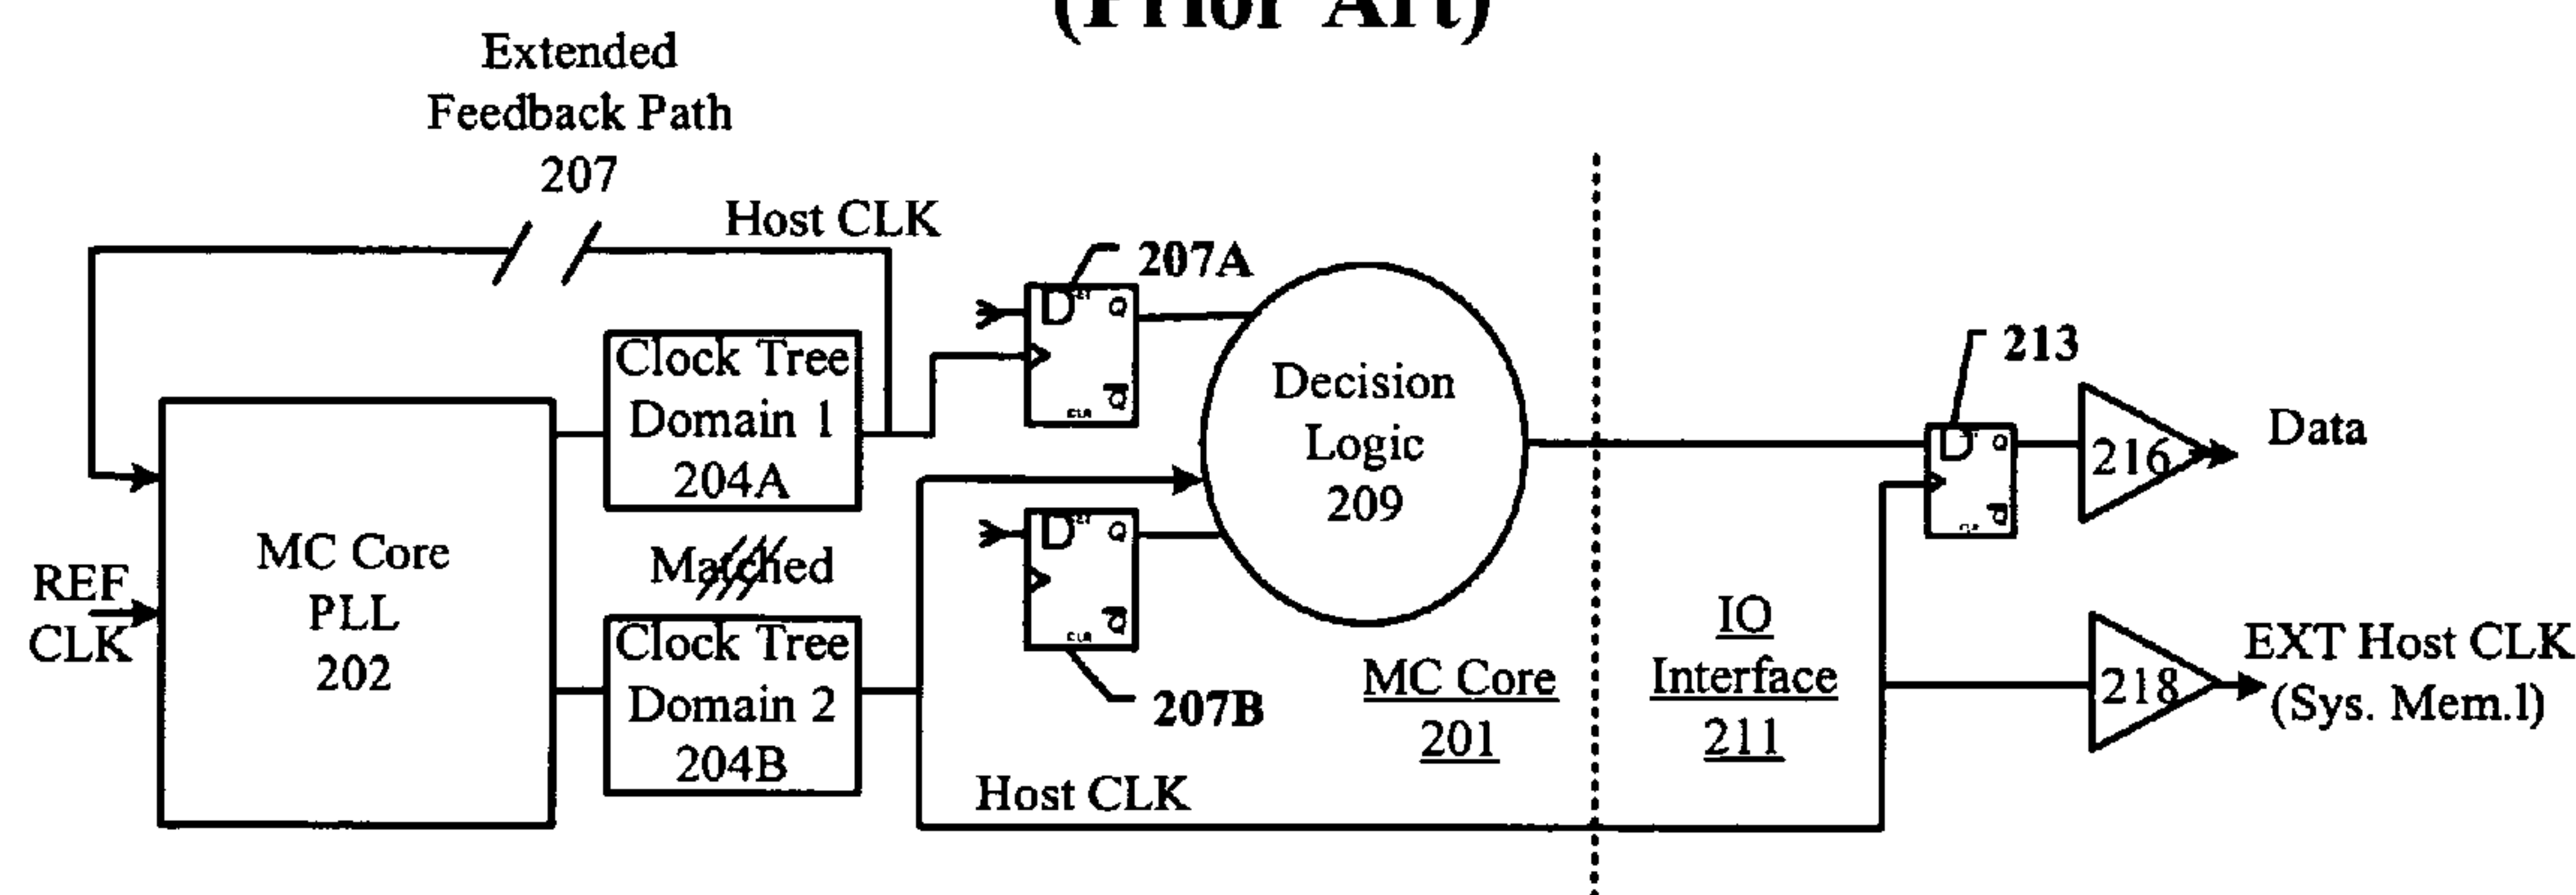 (Prior Art)
Extended
Feedback Path
207
Host CLK
207A
D
Q
Q
CLR
Clock Tree
Domain 1
204A
Decision
Logic
209
213
D
Q
Q
216
Data
MC Core
PLL
202
REF
CLK
Matched
D
Q
Q
CLR
207B
Clock Tree
Domain 2
204B
MC Core
201
IO
Interface
211
218
EXT Host CLK
(Sys. Mem.l)
Host CLK